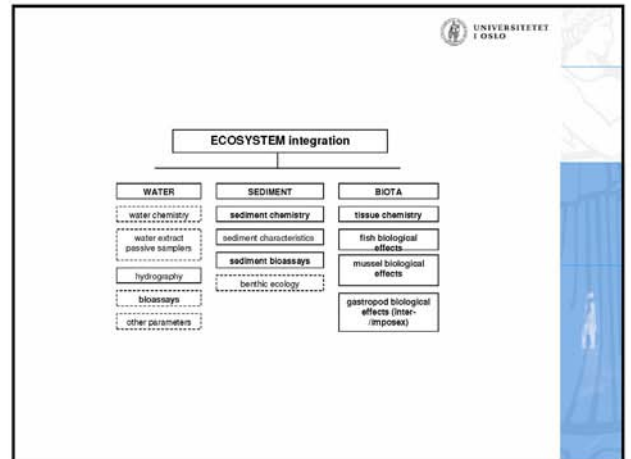 UNIVERSITETET
I OSLO
ECOSYSTEM integration
WATER
water chemistry
water extract
passive samplers
hydrography
bioassays
other parameters
SEDIMENT
sediment chemistry
sediment characteristics
sediment bioassays
benthic ecology
BIOTA
tissue chemistry
fish biological
effects
mussel biological
effects
gastropod biological
effects (inter-
/imposex)